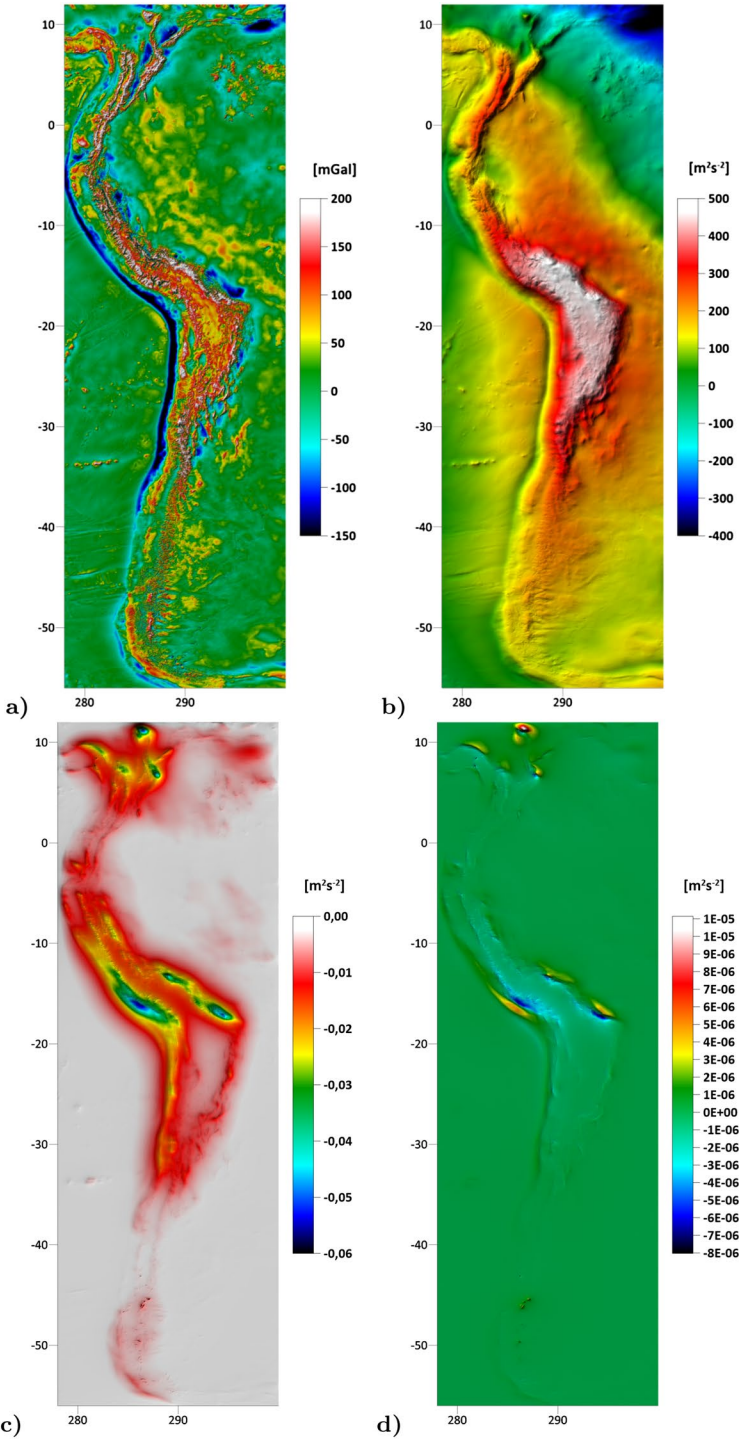 10
0
-10
-20
-30
-40
-50
280
290
[mGal]
200
150
100
50
0
-50
-100
-150
a)
10
0
-10
-20
-30
-40
-50
280
290
[m²s⁻²]
500
400
300
200
100
0
-100
-200
-300
-400
b)
10
0
-10
-20
-30
-40
-50
280
290
[m²s⁻²]
0,00
-0,01
-0,02
-0,03
-0,04
-0,05
-0,06
c)
10
0
-10
-20
-30
-40
-50
280
290
[m²s⁻²]
1E-05
1E-05
9E-06
8E-06
7E-06
6E-06
5E-06
4E-06
3E-06
2E-06
1E-06
0E+00
-1E-06
-2E-06
-3E-06
-4E-06
-5E-06
-6E-06
-7E-06
-8E-06
d)